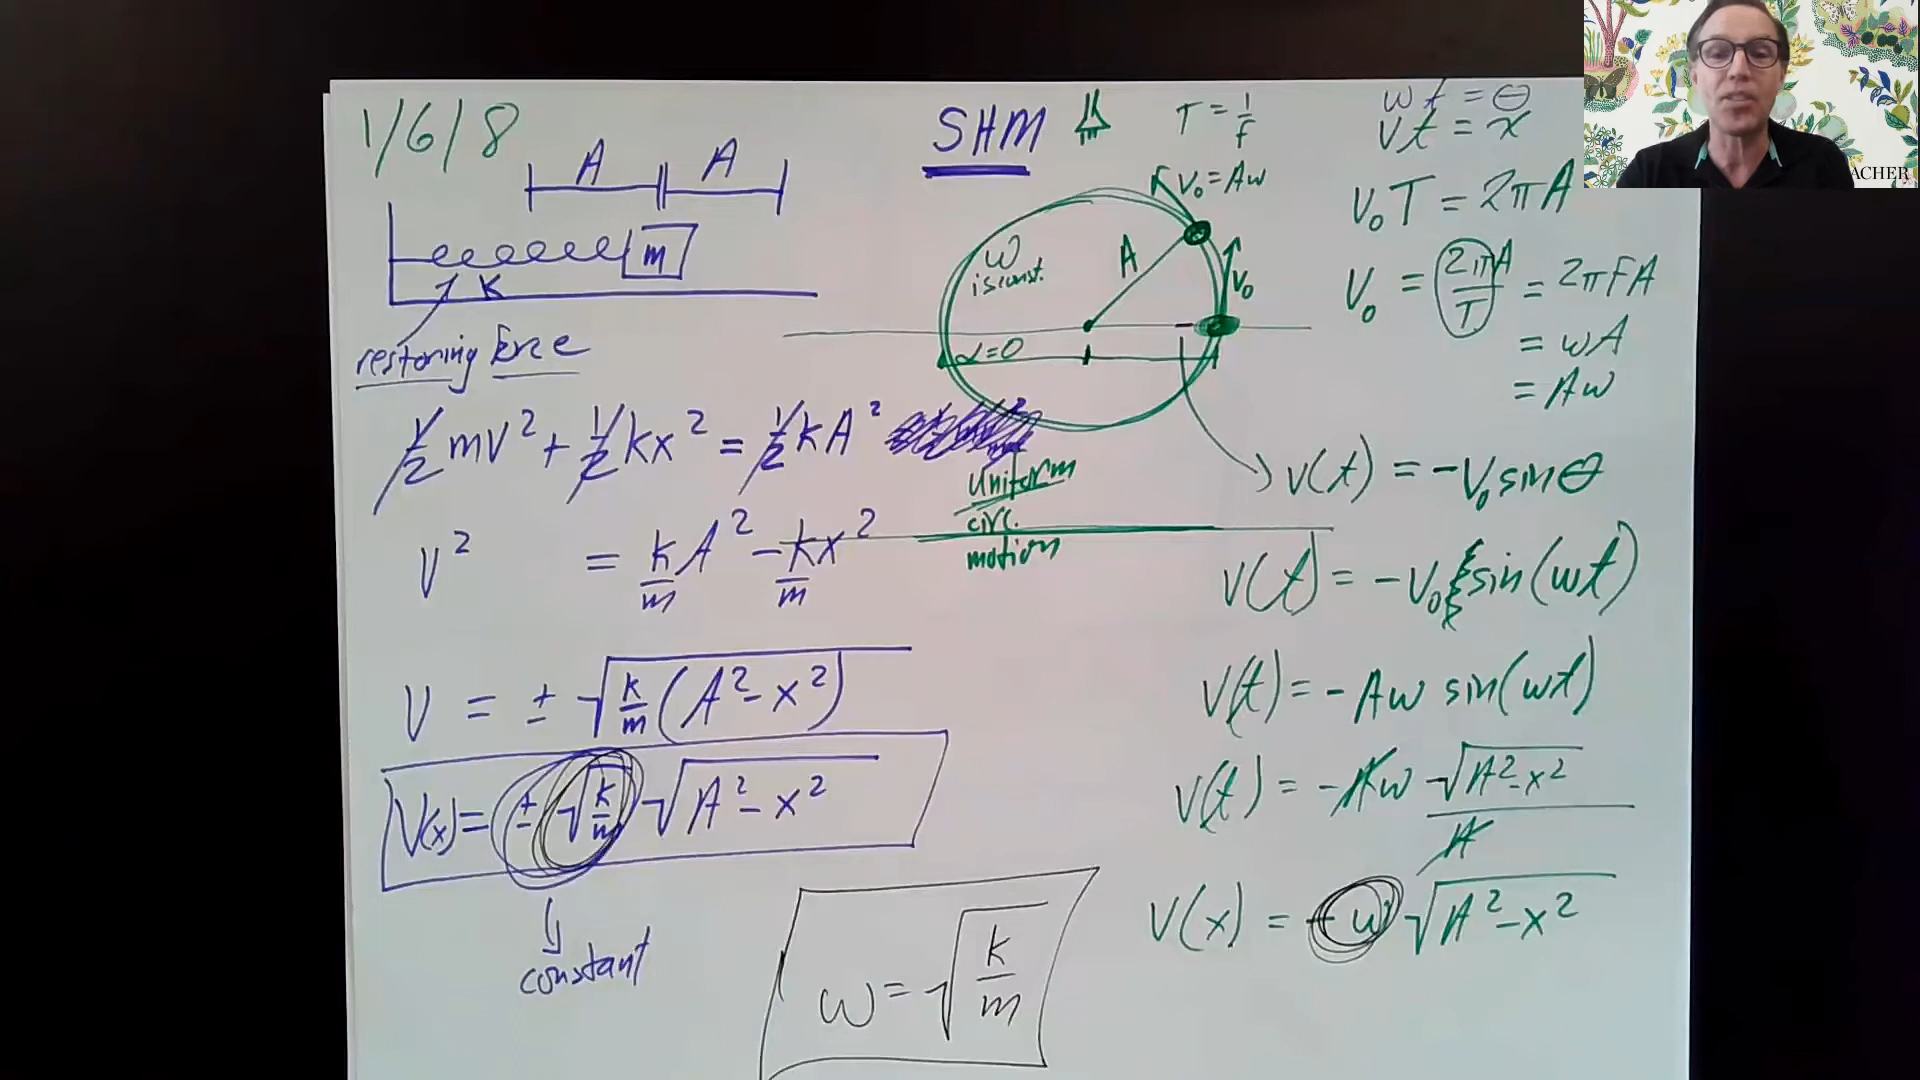 1/6/8
SHM
T = 1/f
ωt = θ
vt = x
A A
m
K
restoring force
v₀ = Aω
ω
is const.
A
v₀
α=0
v₀T = 2πA
v₀ = 2πA/T = 2πfA
= ωA
= Aω
½mv² + ½kx² = ½kA²
uniform
circ.
motion
v(t) = -v₀ sinθ
v² = k/m A² - k/m x²
v(t) = -v₀ sin(ωt)
v = ± √(k/m (A² - x²))
v(t) = -Aω sin(ωt)
v(x) = ± √(k/m) √(A² - x²)
v(t) = -Aω √(A² - x²)/A
constant
v(x) = -ω √(A² - x²)
ω = √(k/m)
ACHER